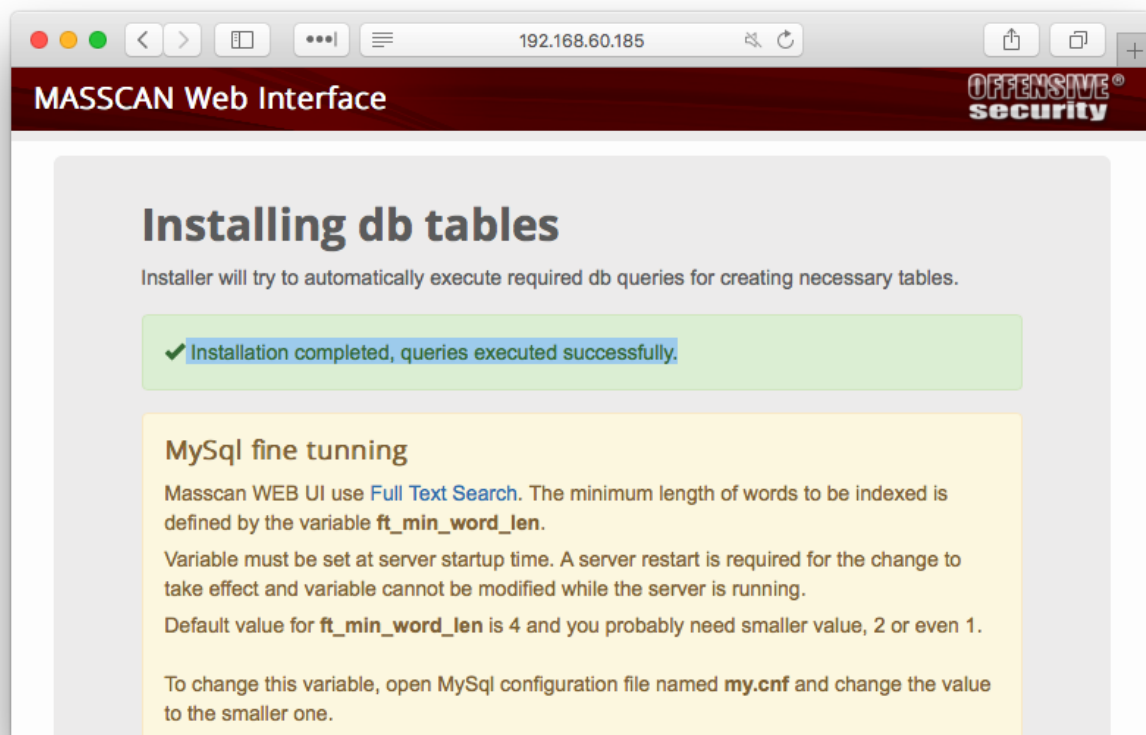 192.168.60.185
MASSCAN Web Interface
OFFENSIVE®
security
Installing db tables
Installer will try to automatically execute required db queries for creating necessary tables.
Installation completed, queries executed successfully.
MySql fine tunning
Masscan WEB UI use Full Text Search. The minimum length of words to be indexed is
defined by the variable ft_min_word_len.
Variable must be set at server startup time. A server restart is required for the change to
take effect and variable cannot be modified while the server is running.
Default value for ft_min_word_len is 4 and you probably need smaller value, 2 or even 1.
To change this variable, open MySql configuration file named my.cnf and change the value
to the smaller one.